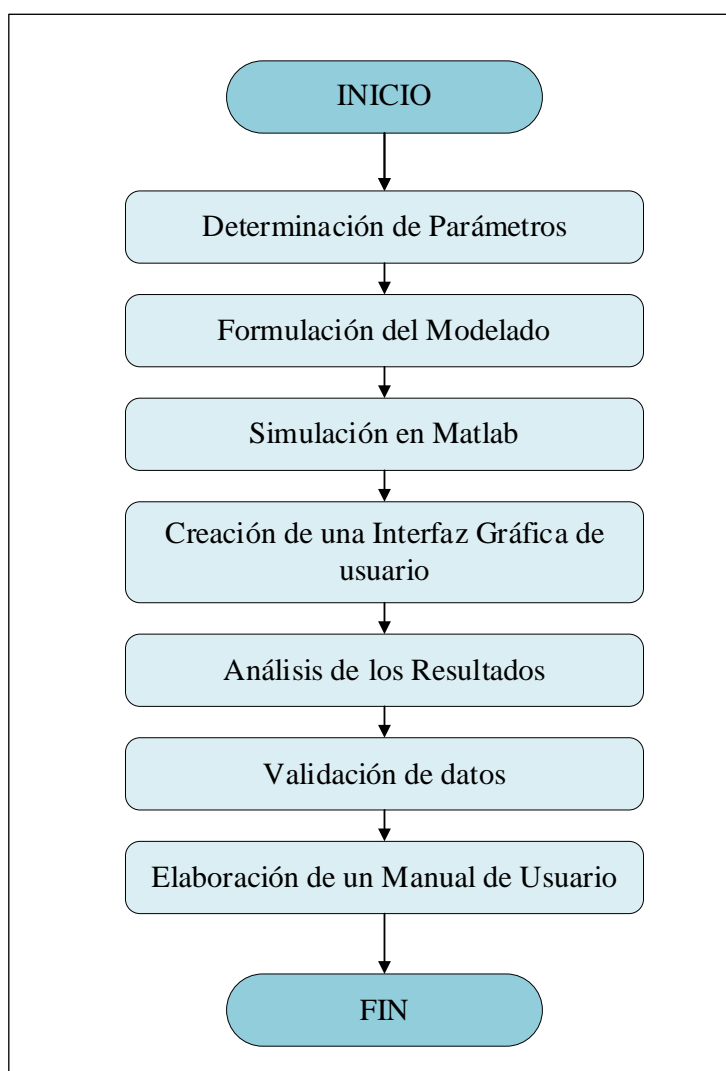 INICIO
Determinación de Parámetros
Formulación del Modelado
Simulación en Matlab
Creación de una Interfaz Gráfica de
usuario
Análisis de los Resultados
Validación de datos
Elaboración de un Manual de Usuario
FIN